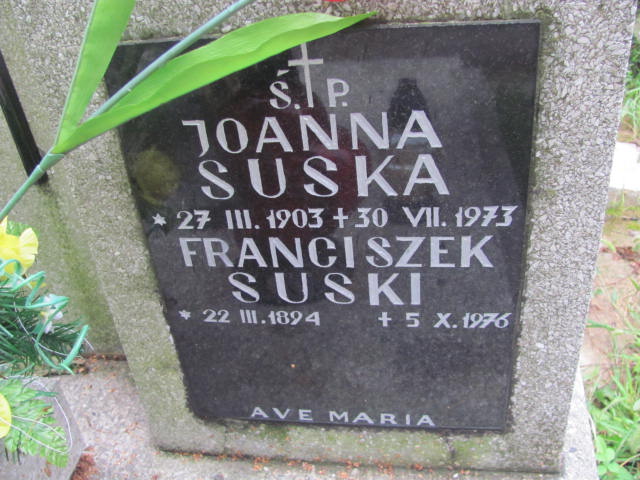 Ś. P.
JOANNA
SUSKA
* 27 III. 1903 + 30 VII. 1973
FRANCISZEK
SUSKI
* 22 III. 1894 + 5 X. 1976
AVE MARIA